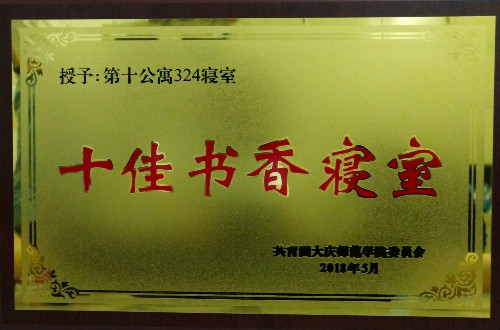 授予：第十公寓324寝室
十佳书香寝室
共青团大庆师范学院委员会
2018年5月